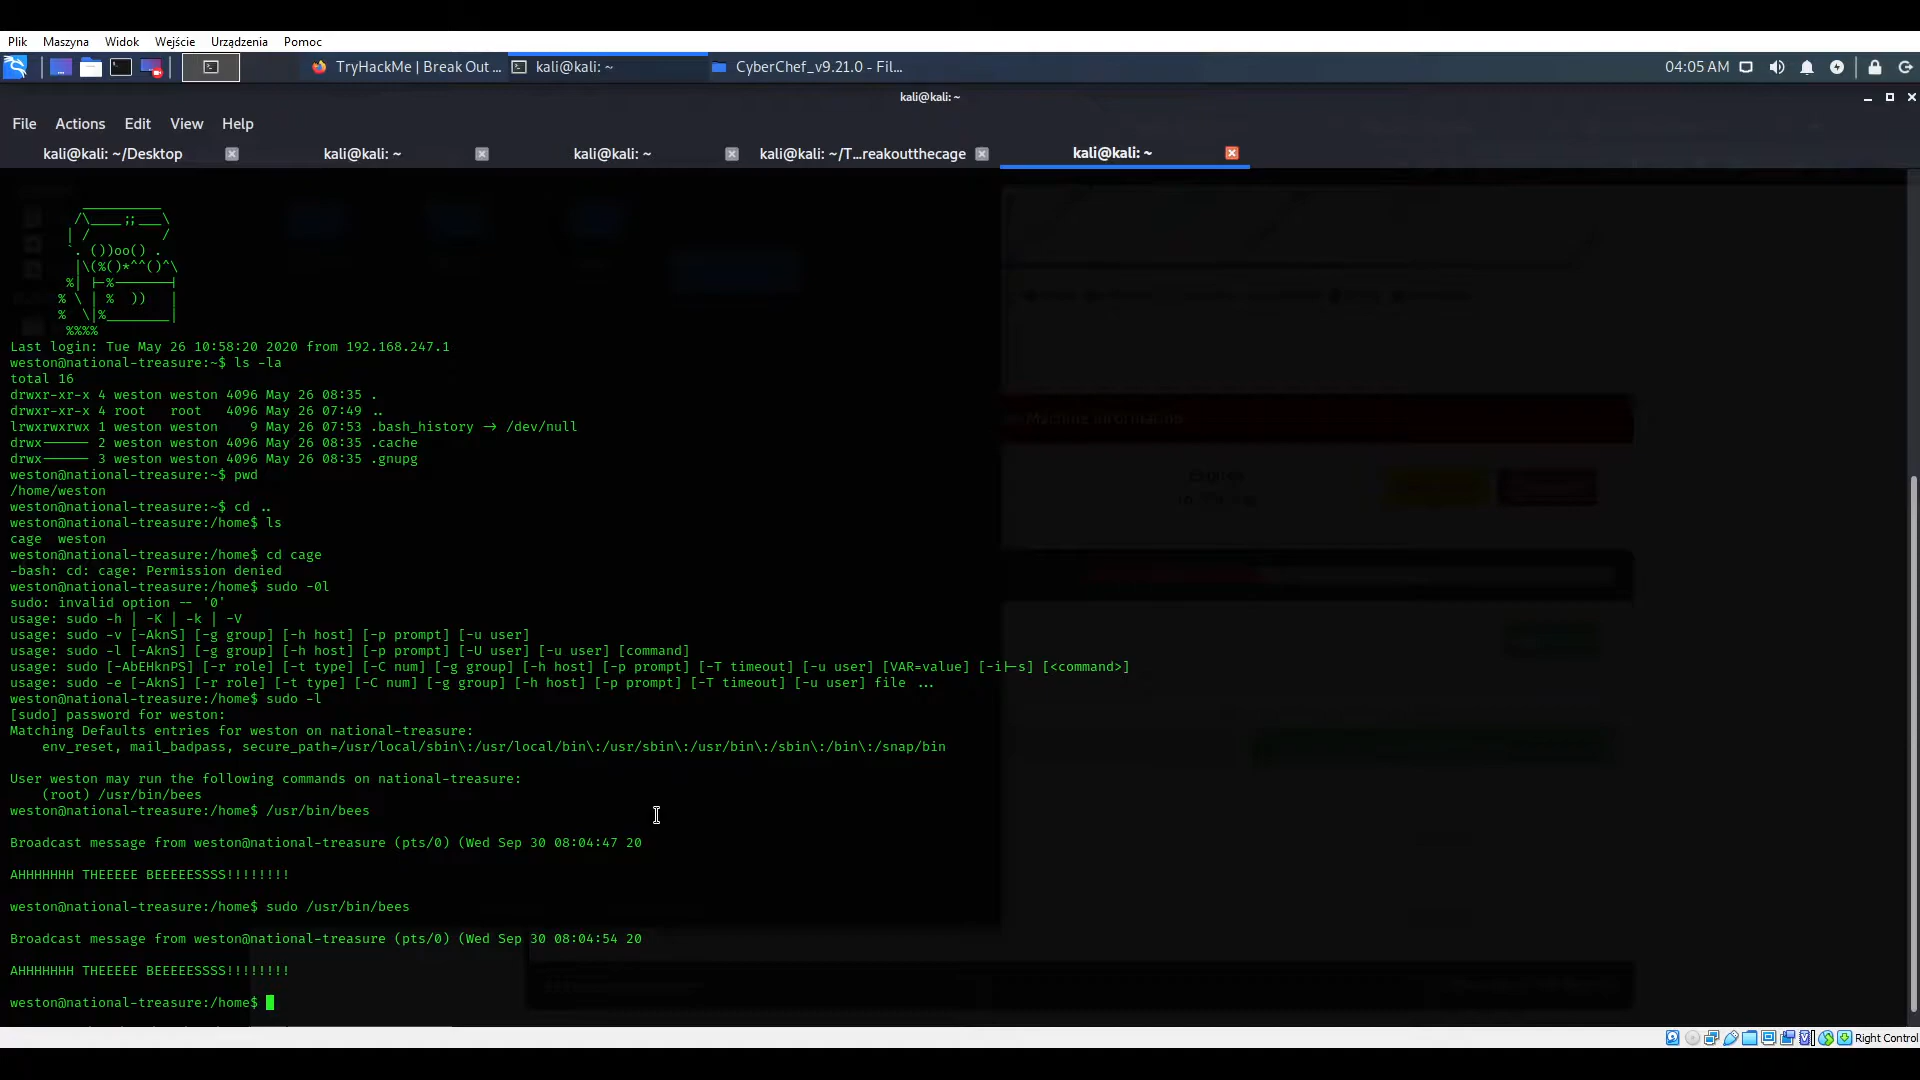 Plik Maszyna Widok Wejście Urządzenia Pomoc
TryHackMe | Break Out ... kali@kali: ~ CyberChef_v9.21.0 - Fil... 04:05 AM
kali@kali: ~
File Actions Edit View Help
kali@kali: ~/Desktop kali@kali: ~ kali@kali: ~ kali@kali: ~/T...reakoutthecage kali@kali: ~
Last login: Tue May 26 10:58:20 2020 from 192.168.247.1
weston@national-treasure:~$ ls -la
total 16
drwxr-xr-x 4 weston weston 4096 May 26 08:35 .
drwxr-xr-x 4 root   root   4096 May 26 07:49 ..
lrwxrwxrwx 1 weston weston    9 May 26 07:53 .bash_history -> /dev/null
drwx------ 2 weston weston 4096 May 26 08:35 .cache
drwx------ 3 weston weston 4096 May 26 08:35 .gnupg
weston@national-treasure:~$ pwd
/home/weston
weston@national-treasure:~$ cd ..
weston@national-treasure:/home$ ls
cage  weston
weston@national-treasure:/home$ cd cage
-bash: cd: cage: Permission denied
weston@national-treasure:/home$ sudo -0l
sudo: invalid option -- '0'
usage: sudo -h | -K | -k | -V
usage: sudo -v [-AknS] [-g group] [-h host] [-p prompt] [-u user]
usage: sudo -l [-AknS] [-g group] [-h host] [-p prompt] [-U user] [-u user] [command]
usage: sudo [-AbEHknPS] [-r role] [-t type] [-C num] [-g group] [-h host] [-p prompt] [-T timeout] [-u user] [VAR=value] [-i|-s] [<command>]
usage: sudo -e [-AknS] [-r role] [-t type] [-C num] [-g group] [-h host] [-p prompt] [-T timeout] [-u user] file ...
weston@national-treasure:/home$ sudo -l
[sudo] password for weston:
Matching Defaults entries for weston on national-treasure:
    env_reset, mail_badpass, secure_path=/usr/local/sbin\:/usr/local/bin\:/usr/sbin\:/usr/bin\:/sbin\:/bin\:/snap/bin
User weston may run the following commands on national-treasure:
    (root) /usr/bin/bees
weston@national-treasure:/home$ /usr/bin/bees
Broadcast message from weston@national-treasure (pts/0) (Wed Sep 30 08:04:47 20
AHHHHHHH THEEEEE BEEEEESSSS!!!!!!!!
weston@national-treasure:/home$ sudo /usr/bin/bees
Broadcast message from weston@national-treasure (pts/0) (Wed Sep 30 08:04:54 20
AHHHHHHH THEEEEE BEEEEESSSS!!!!!!!!
weston@national-treasure:/home$
Right Control